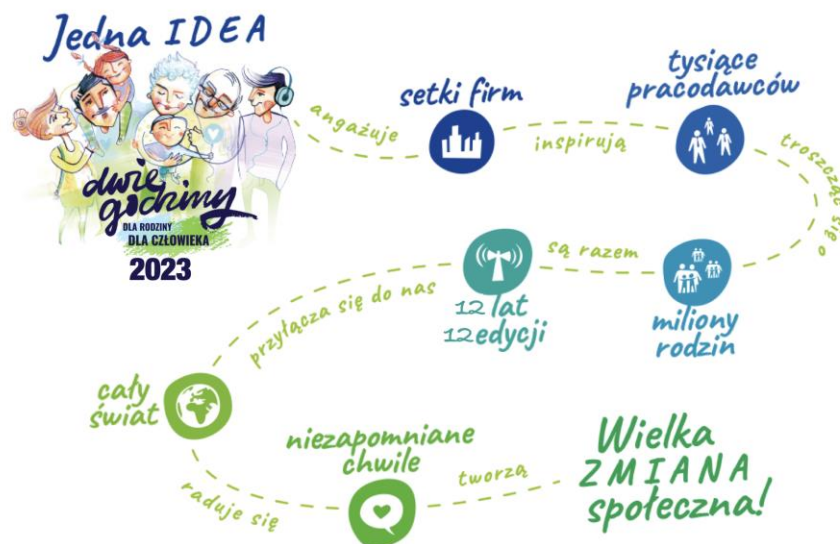 Jedna IDEA
dwie
godziny
DLA RODZINY
DLA CZŁOWIEKA
2023
angażuje
setki firm
inspirują
tysiące
pracodawców
troszcząc się o
miliony
rodzin
są razem
12 lat
12 edycji
przyłącza się do nas
cały
świat
raduje się
niezapomniane
chwile
tworzą
Wielka
ZMIANA
społeczna!